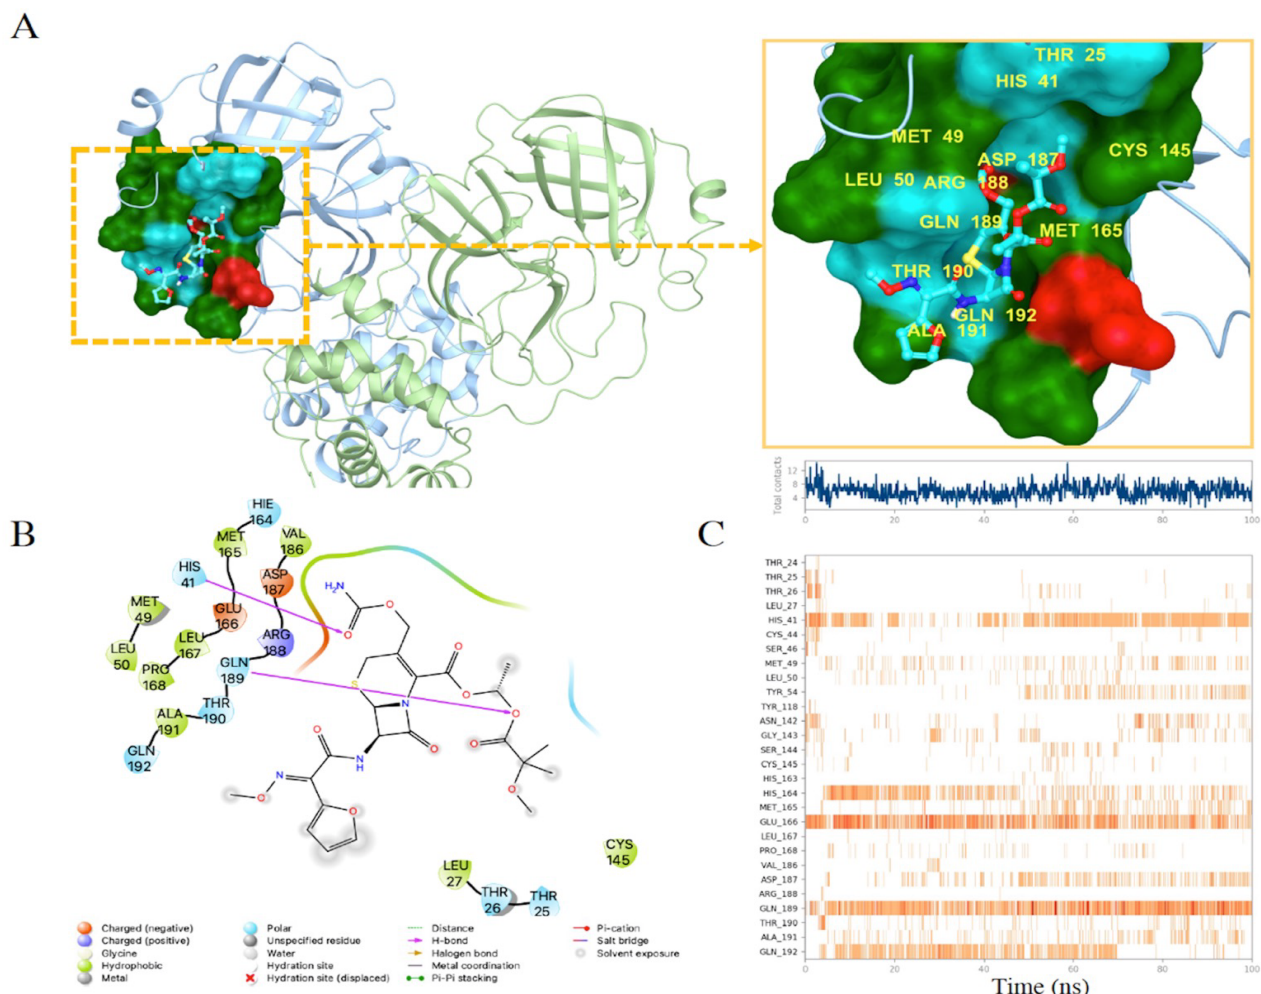 A
THR 25
HIS 41
MET 49
ASP 187
CYS 145
LEU 50
ARG 188
GLN 189
MET 165
THR 190
GLN 192
ALA 191
Total contacts
12
8
4
0
20
40
60
80
100
B
HIE
164
MET
165
VAL
186
HIS
41
ASP
187
H₂N
O
O
MET
49
GLU
166
LEU
167
ARG
188
LEU
50
PRO
168
GLN
189
O
S
O
N
O
THR
190
ALA
191
O
O
O
GLN
192
N
H
N
O
O
O
CYS
145
LEU
27
THR
26
THR
25
Charged (negative)
Charged (positive)
Glycine
Hydrophobic
Metal
Polar
Unspecified residue
Water
Hydration site
Hydration site (displaced)
Distance
H-bond
Halogen bond
Metal coordination
Pi-Pi stacking
Pi-cation
Salt bridge
Solvent exposure
C
THR_24
THR_25
THR_26
LEU_27
HIS_41
CYS_44
SER_46
MET_49
LEU_50
TYR_54
TYR_118
ASN_142
GLY_143
SER_144
CYS_145
HIS_163
HIS_164
MET_165
GLU_166
LEU_167
PRO_168
VAL_186
ASP_187
ARG_188
GLN_189
THR_190
ALA_191
GLN_192
0
20
40
60
80
100
Time (ns)